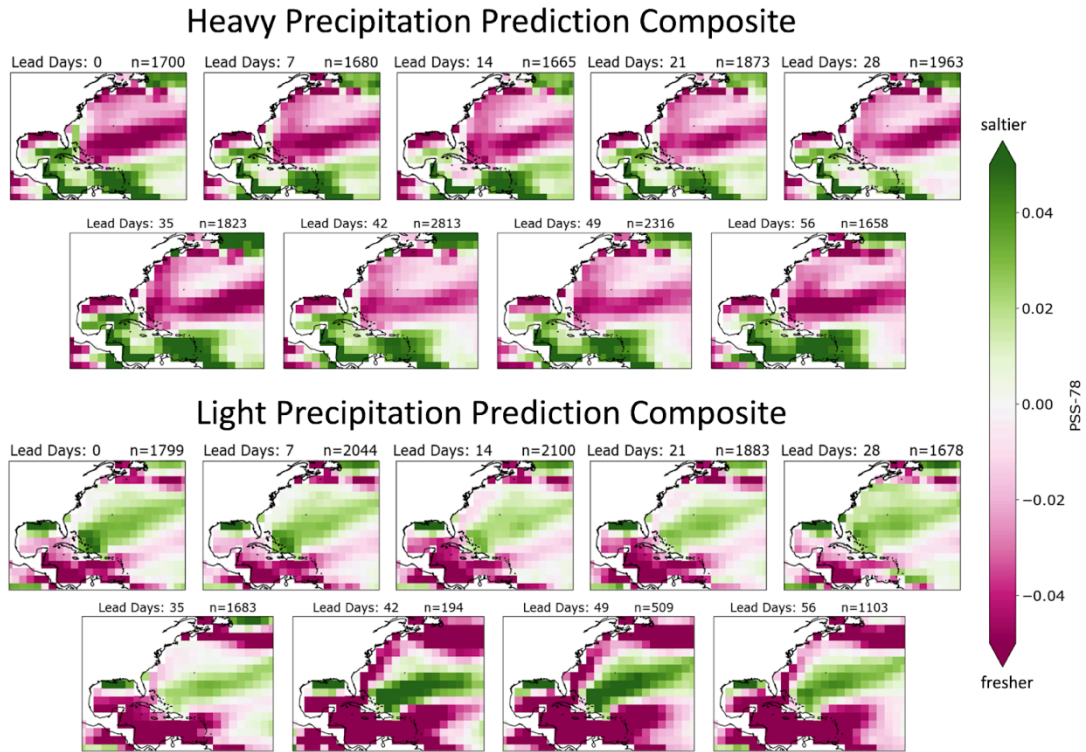 Heavy Precipitation Prediction Composite
Lead Days: 0 n=1700
Lead Days: 7 n=1680
Lead Days: 14 n=1665
Lead Days: 21 n=1873
Lead Days: 28 n=1963
Lead Days: 35 n=1823
Lead Days: 42 n=2813
Lead Days: 49 n=2316
Lead Days: 56 n=1658
Light Precipitation Prediction Composite
Lead Days: 0 n=1799
Lead Days: 7 n=2044
Lead Days: 14 n=2100
Lead Days: 21 n=1883
Lead Days: 28 n=1678
Lead Days: 35 n=1683
Lead Days: 42 n=194
Lead Days: 49 n=509
Lead Days: 56 n=1103
saltier
0.04
0.02
0.00
−0.02
−0.04
PSS-78
fresher